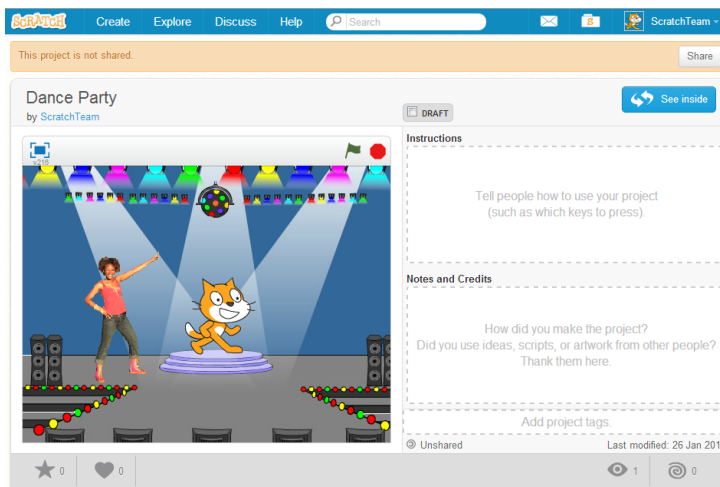 SCRATCH Create Explore Discuss Help Search S ScratchTeam
This project is not shared. Share
Dance Party
by ScratchTeam
DRAFT
See inside
v216
Instructions
Tell people how to use your project
(such as which keys to press).
Notes and Credits
How did you make the project?
Did you use ideas, scripts, or artwork from other people?
Thank them here.
Add project tags.
Unshared Last modified: 26 Jan 201
0 0 1 0